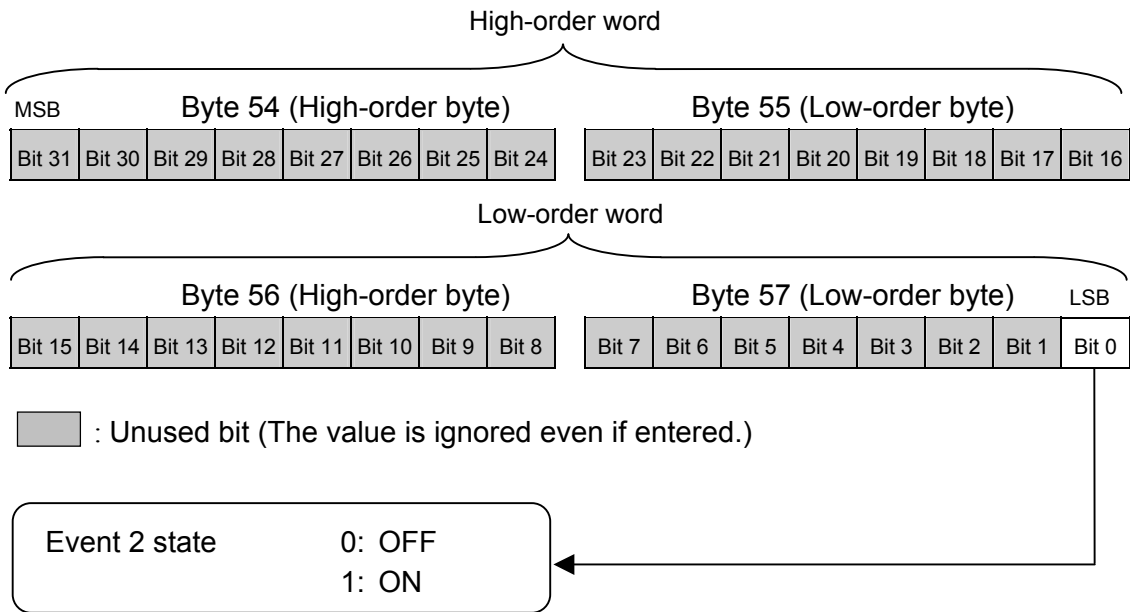 High-order word
MSB Byte 54 (High-order byte) Byte 55 (Low-order byte)
Bit 31 Bit 30 Bit 29 Bit 28 Bit 27 Bit 26 Bit 25 Bit 24 Bit 23 Bit 22 Bit 21 Bit 20 Bit 19 Bit 18 Bit 17 Bit 16
Low-order word
Byte 56 (High-order byte) Byte 57 (Low-order byte) LSB
Bit 15 Bit 14 Bit 13 Bit 12 Bit 11 Bit 10 Bit 9 Bit 8 Bit 7 Bit 6 Bit 5 Bit 4 Bit 3 Bit 2 Bit 1 Bit 0
: Unused bit (The value is ignored even if entered.)
Event 2 state 0: OFF
1: ON